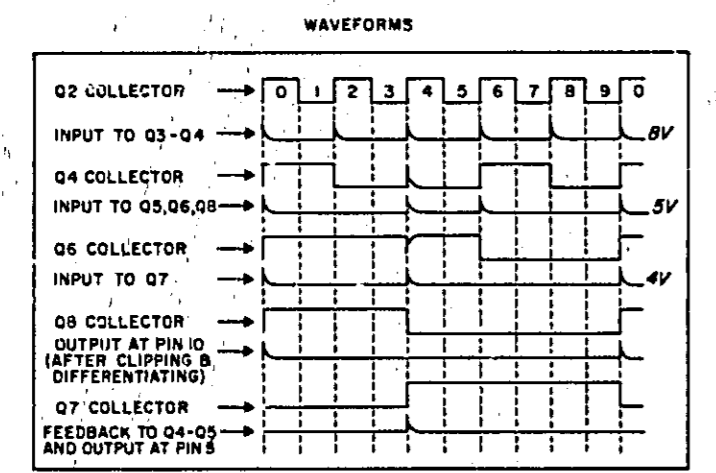 WAVEFORMS
Q2 COLLECTOR
0 1 2 3 4 5 6 7 8 9 0
INPUT TO Q3-Q4
8V
Q4 COLLECTOR
INPUT TO Q5,Q6,Q8
5V
Q6 COLLECTOR
INPUT TO Q7
4V
Q8 COLLECTOR
OUTPUT AT PIN 10
(AFTER CLIPPING &
DIFFERENTIATING)
Q7 COLLECTOR
FEEDBACK TO Q4-Q5
AND OUTPUT AT PIN 5